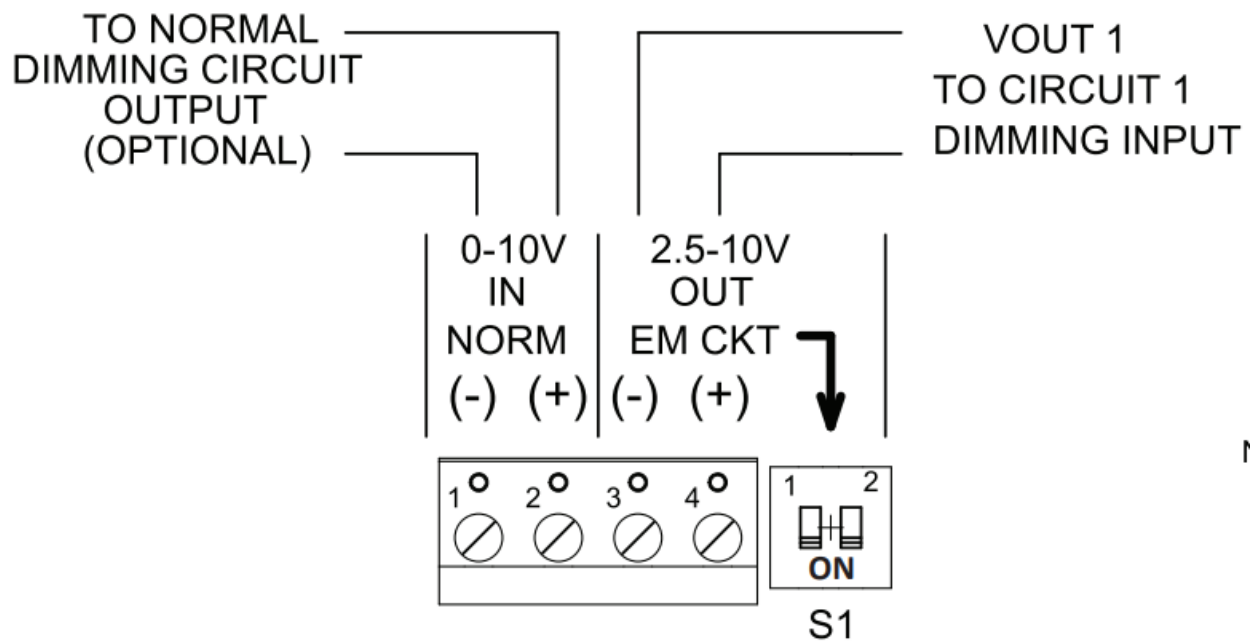 TO NORMAL
DIMMING CIRCUIT
OUTPUT
(OPTIONAL)
VOUT 1
TO CIRCUIT 1
DIMMING INPUT
0-10V
IN
NORM
(-) (+)
2.5-10V
OUT
EM CKT
(-) (+)
1 2 3 4
1 2
ON
S1
N